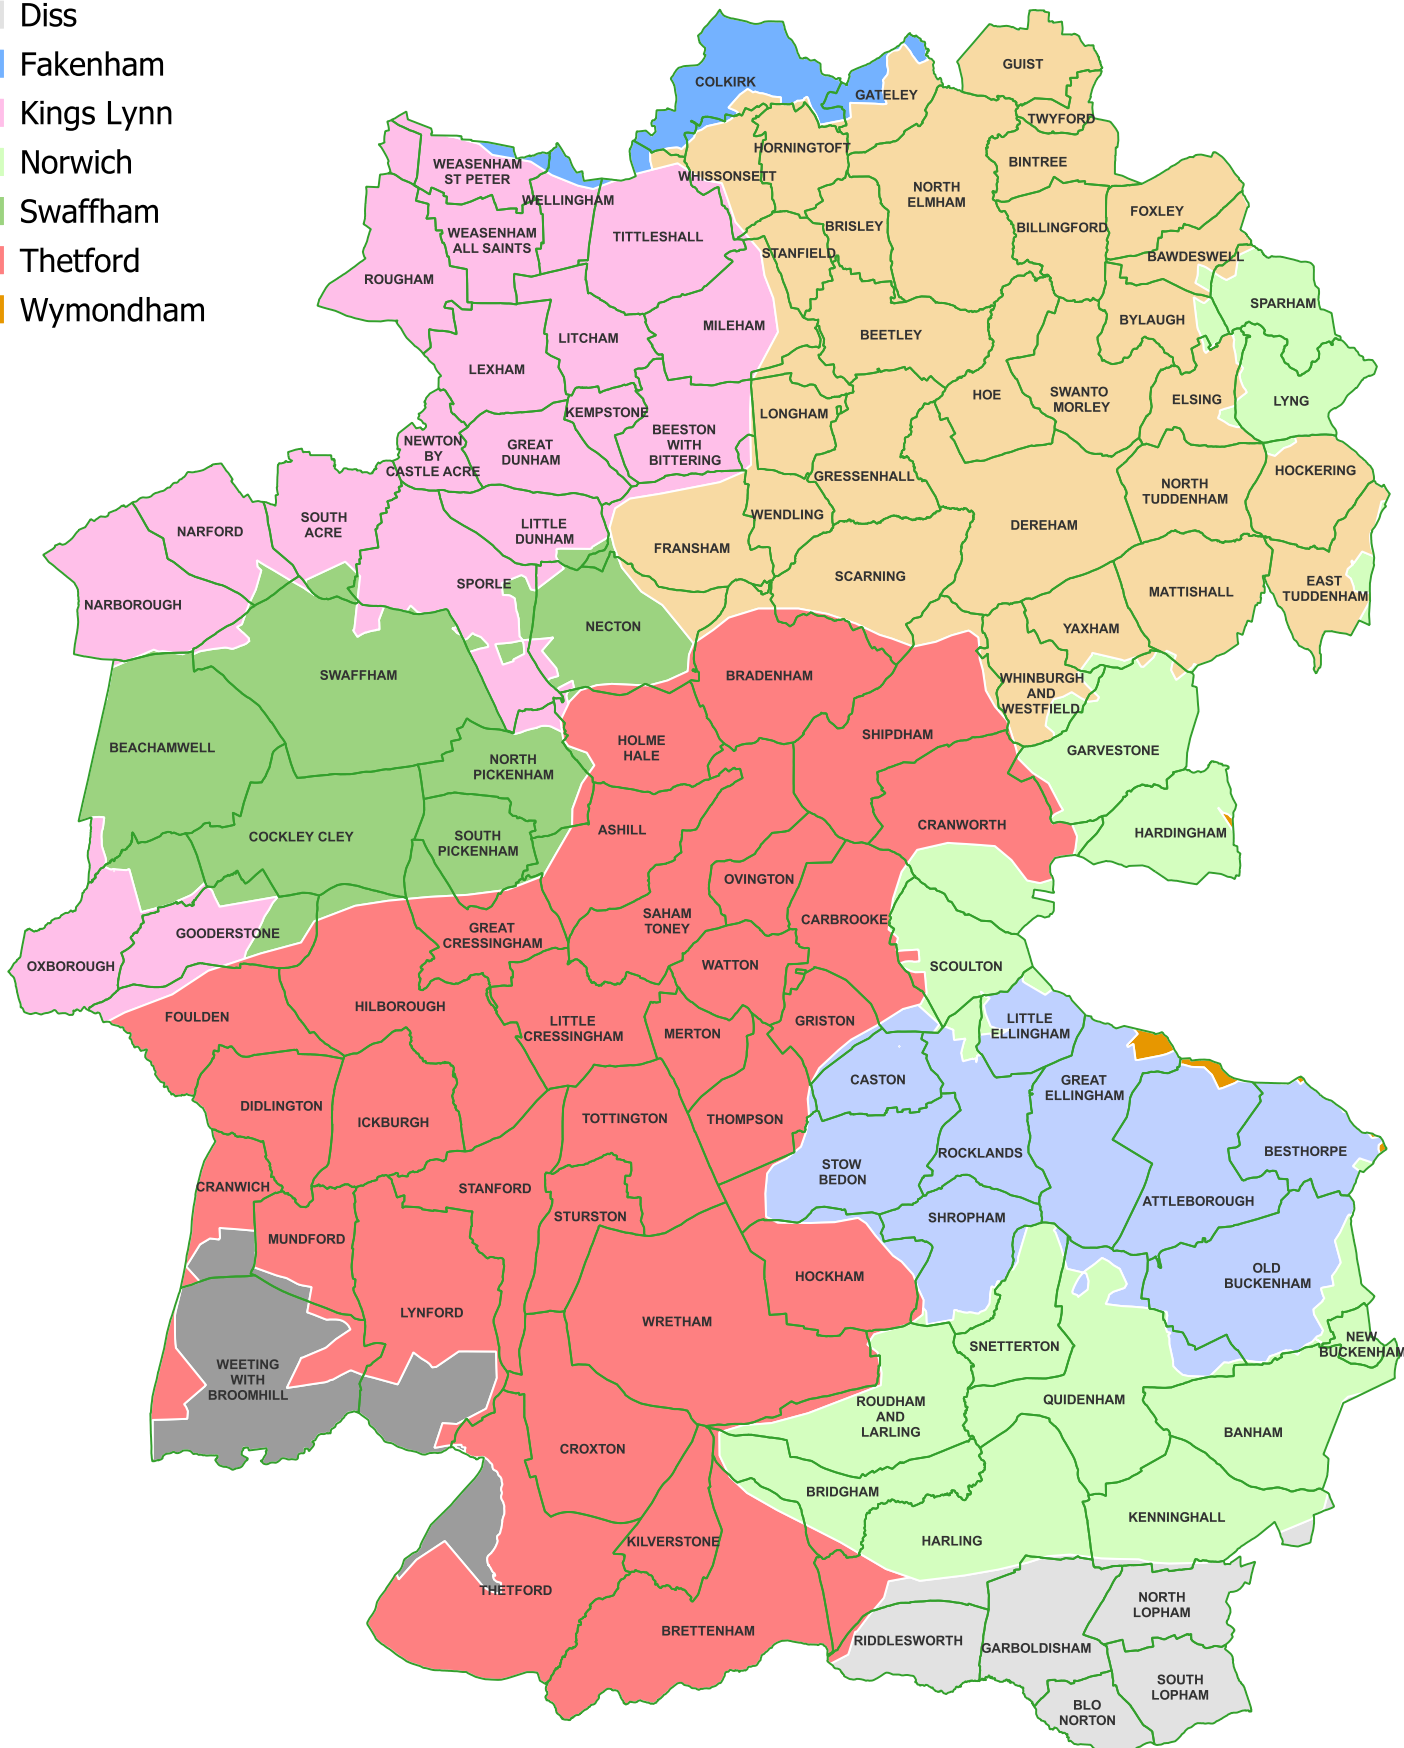 Diss
Fakenham
Kings Lynn
Norwich
Swaffham
Thetford
Wymondham
GUIST
COLKIRK
GATELEY
TWYFORD
HORNINGTOFT
BINTREE
WEASENHAM
ST PETER
WHISSONSETT
NORTH
ELMHAM
WELLINGHAM
FOXLEY
BRISLEY
BILLINGFORD
WEASENHAM
ALL SAINTS
TITTLESHALL
STANFIELD
BAWDESWELL
ROUGHAM
SPARHAM
MILEHAM
BYLAUGH
LITCHAM
BEETLEY
LEXHAM
HOE
SWANTO
MORLEY
ELSING
LYNG
KEMPSTONE
LONGHAM
NEWTON
BY
CASTLE ACRE
GREAT
DUNHAM
BEESTON
WITH
BITTERING
GRESSENHALL
HOCKERING
NORTH
TUDDENHAM
NARFORD
SOUTH
ACRE
LITTLE
DUNHAM
WENDLING
DEREHAM
FRANSHAM
SCARNING
SPORLE
MATTISHALL
EAST
TUDDENHAM
NARBOROUGH
NECTON
YAXHAM
SWAFFHAM
BRADENHAM
WHINBURGH
AND
WESTFIELD
BEACHAMWELL
HOLME
HALE
SHIPDHAM
GARVESTONE
NORTH
PICKENHAM
COCKLEY CLEY
SOUTH
PICKENHAM
ASHILL
CRANWORTH
HARDINGHAM
OVINGTON
GOODERSTONE
GREAT
CRESSINGHAM
SAHAM
TONEY
CARBROOKE
OXBOROUGH
WATTON
SCOULTON
FOULDEN
HILBOROUGH
LITTLE
CRESSINGHAM
MERTON
GRISTON
LITTLE
ELLINGHAM
CASTON
GREAT
ELLINGHAM
DIDLINGTON
ICKBURGH
TOTTINGTON
THOMPSON
ROCKLANDS
BESTHORPE
CRANWICH
STANFORD
STOW
BEDON
ATTLEBOROUGH
STURSTON
SHROPHAM
MUNDFORD
HOCKHAM
OLD
BUCKENHAM
LYNFORD
WRETHAM
SNETTERTON
NEW
BUCKENHAM
WEETING
WITH
BROOMHILL
ROUDHAM
AND
LARLING
QUIDENHAM
CROXTON
BANHAM
BRIDGHAM
KENNINGHALL
KILVERSTONE
HARLING
THETFORD
NORTH
LOPHAM
BRETTENHAM
RIDDLESWORTH
GARBOLDISHAM
SOUTH
LOPHAM
BLO
NORTON